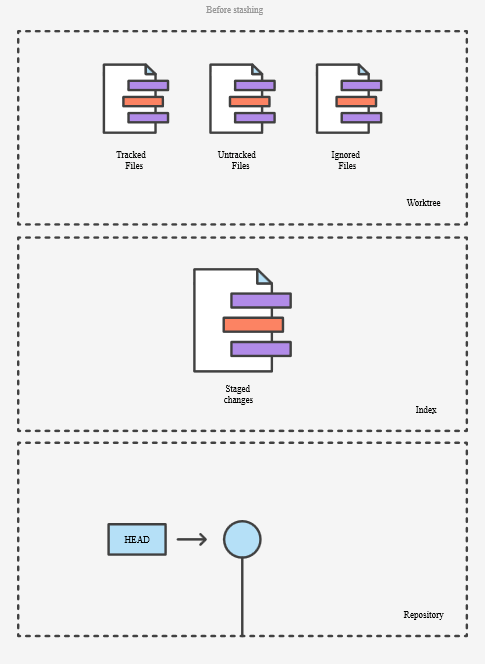 Before stashing
Tracked
Files
Untracked
Files
Ignored
Files
Worktree
Staged
changes
Index
HEAD
Repository